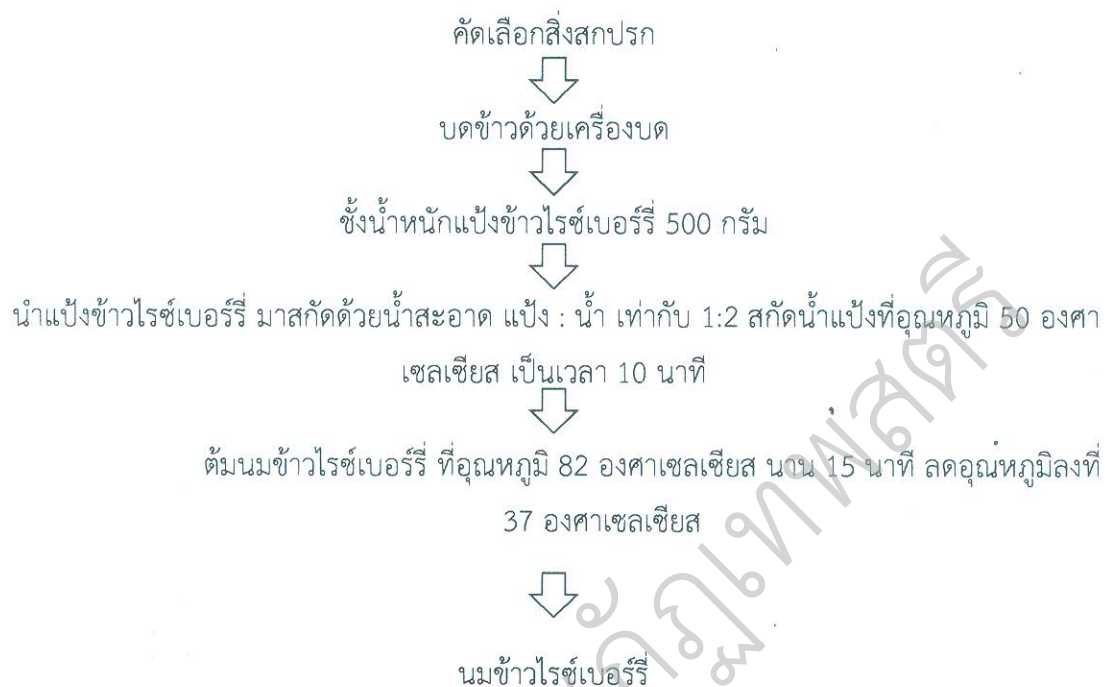 คัดเลือกสิ่งสกปรก
บดข้าวด้วยเครื่องบด
ชั้งน้ำหนักแป้งข้าวไรซ์เบอร์รี่ 500 กรัม
นำแป้งข้าวไรซ์เบอร์รี่ มาสกัดด้วยน้ำสะอาด แป้ง : น้ำ เท่ากับ 1:2 สกัดน้ำแป้งที่อุณหภูมิ 50 องศา
เซลเซียส เป็นเวลา 10 นาที
ต้มนมข้าวไรซ์เบอร์รี่ ที่อุณหภูมิ 82 องศาเซลเซียส นาน 15 นาที ลดอุณหภูมิลงที่
37 องศาเซลเซียส
นมข้าวไรซ์เบอร์รี่